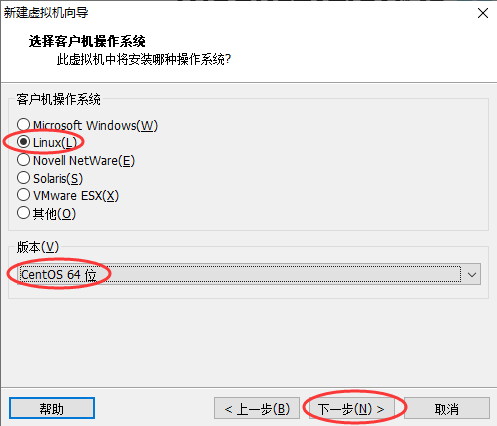 新建虚拟机向导
选择客户机操作系统
此虚拟机中将安装哪种操作系统?
客户机操作系统
Microsoft Windows(W)
Linux(L)
Novell NetWare(E)
Solaris(S)
VMware ESX(X)
其他(O)
版本(V)
CentOS 64 位
帮助
< 上一步(B)
下一步(N) >
取消